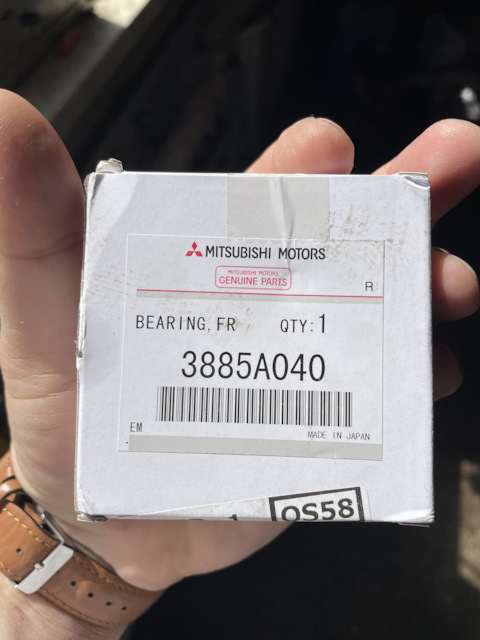 MITSUBISHI MOTORS
MITSUBISHI MOTORS
GENUINE PARTS
R
BEARING, FR QTY:1
3885A040
EM
MADE IN JAPAN
OS58